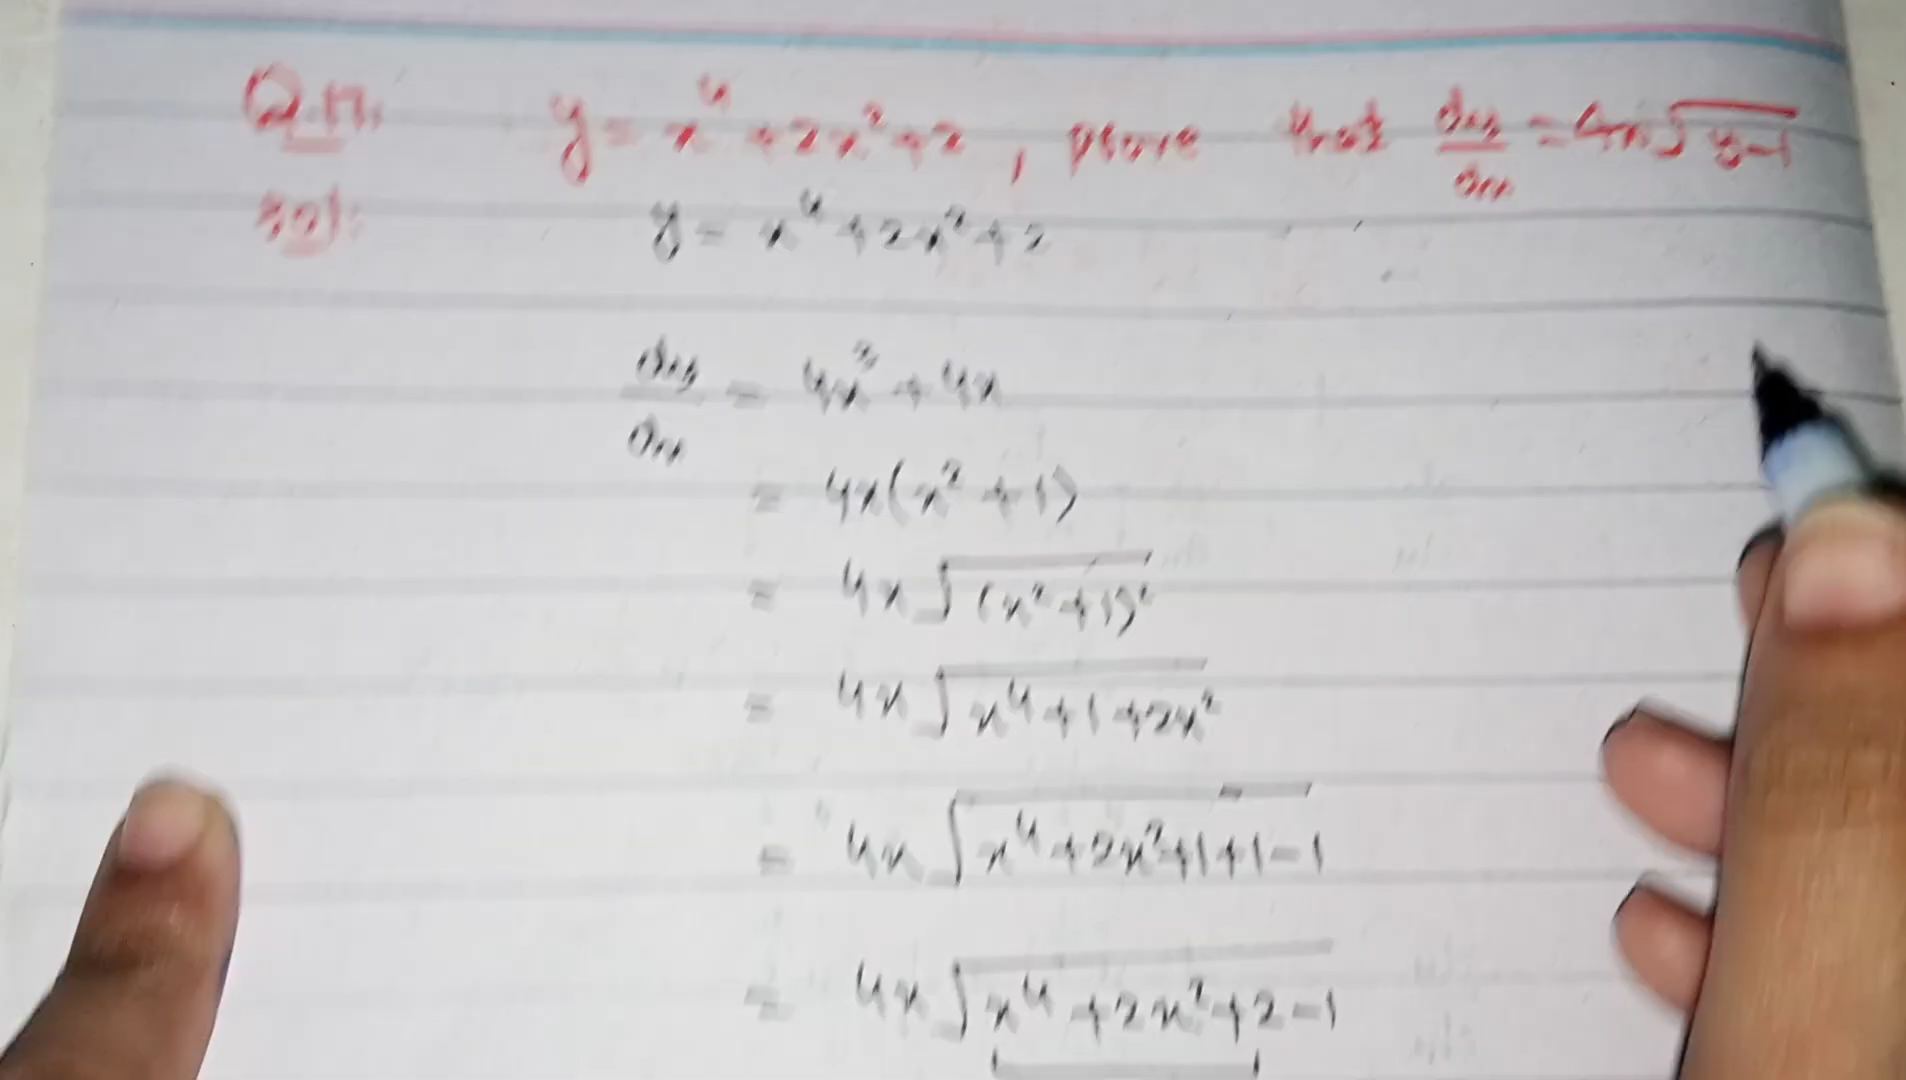 Q.17. y = x⁴ + 2x² + 2, prove that dy/dx = 4x√(y-1)
Sol: y = x⁴ + 2x² + 2
dy/dx = 4x³ + 4x
= 4x(x² + 1)
= 4x√((x² + 1)²)
= 4x√(x⁴ + 1 + 2x²)
= 4x√(x⁴ + 2x² + 1 + 1 - 1)
= 4x√(x⁴ + 2x² + 2 - 1)